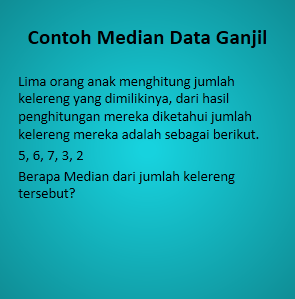 Contoh Median Data Ganjil
Lima orang anak menghitung jumlah
kelereng yang dimilikinya, dari hasil
penghitungan mereka diketahui jumlah
kelereng mereka adalah sebagai berikut.
5, 6, 7, 3, 2
Berapa Median dari jumlah kelereng
tersebut?